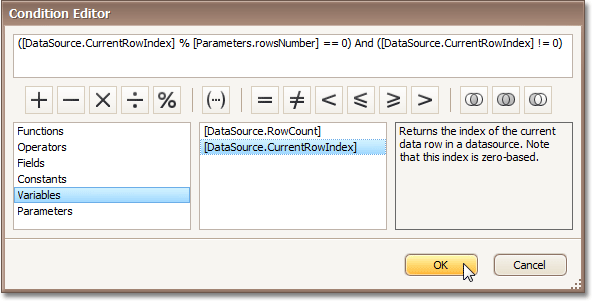 Condition Editor
([DataSource.CurrentRowIndex] % [Parameters.rowsNumber] == 0) And ([DataSource.CurrentRowIndex] != 0)
+ − × ÷ % (...) = ≠ < ⩽ ⩾ >
Functions
Operators
Fields
Constants
Variables
Parameters
[DataSource.RowCount]
[DataSource.CurrentRowIndex]
Returns the index of the current
data row in a datasource. Note
that this index is zero-based.
OK
Cancel